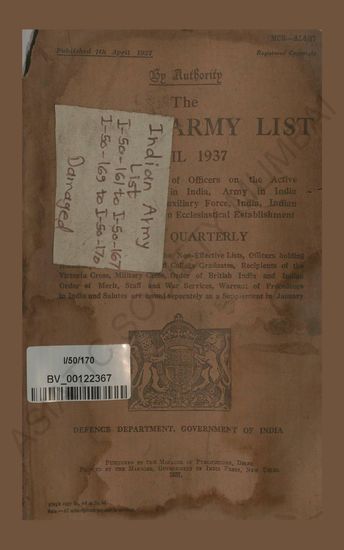 Published 7th April 1937
Registered Copyright
By Authority
The
ARMY LIST
IL 1937
of Officers on the Active
in India, Army in India
uxiliary Force, India, Indian
n Ecclesiastical Establishment
QUARTERLY
Non-Effective Lists, Officers holding
College Graduates, Recipients of the
Victoria Cross, Military Cross, Order of British India and Indian
Order of Merit, Staff and War Services, Warrant of Precedence
in India and Salutes are issued separately as a Supplement in January
Indian Army
List
I-50-161 to I-50-167
I-50-169 to I-50-170
Damaged
I/50/170
BV_00122367
DEFENCE DEPARTMENT, GOVERNMENT OF INDIA
Published by the Manager of Publications, Delhi
Printed by the Manager, Government of India Press, New Delhi
1937.